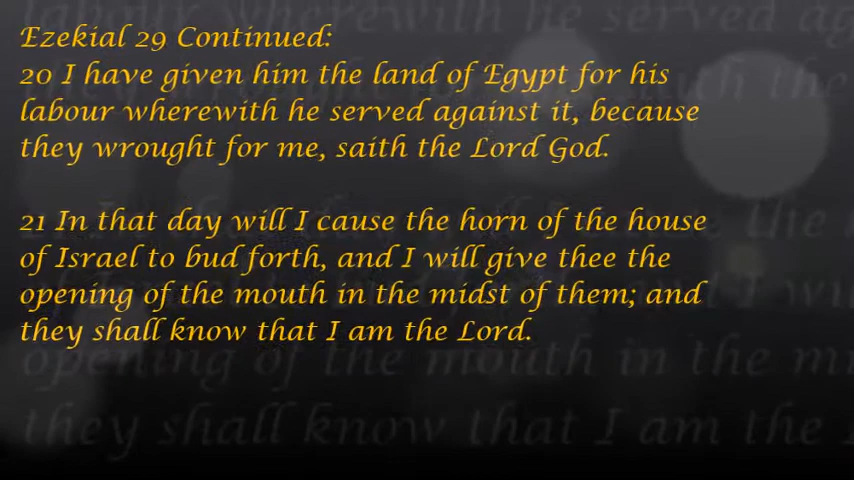 Ezekial 29 Continued:
20 I have given him the land of Egypt for his
labour wherewith he served against it, because
they wrought for me, saith the Lord God.
21 In that day will I cause the horn of the house
of Israel to bud forth, and I will give thee the
opening of the mouth in the midst of them; and
they shall know that I am the Lord.